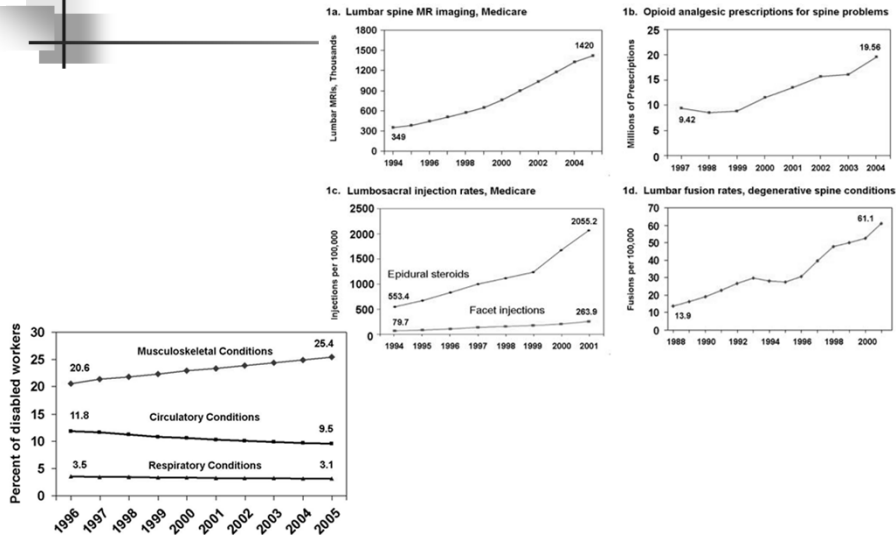 1a. Lumbar spine MR imaging, Medicare
Lumbar MRIs, Thousands
1800
1500
1200
900
600
300
0
349
1420
1994 1996 1998 2000 2002 2004
1b. Opioid analgesic prescriptions for spine problems
Millions of Prescriptions
25
20
15
10
5
0
9.42
19.56
1997 1998 1999 2000 2001 2002 2003 2004
1c. Lumbosacral injection rates, Medicare
Injections per 100,000
2500
2000
1500
1000
500
0
2055.2
Epidural steroids
553.4
Facet injections
79.7
263.9
1994 1995 1996 1997 1998 1999 2000 2001
1d. Lumbar fusion rates, degenerative spine conditions
Fusions per 100,000
70
60
50
40
30
20
10
0
61.1
13.9
1988 1990 1992 1994 1996 1998 2000
Percent of disabled workers
30
25
20
15
10
5
0
Musculoskeletal Conditions
20.6
25.4
Circulatory Conditions
11.8
9.5
Respiratory Conditions
3.5
3.1
1996 1997 1998 1999 2000 2001 2002 2003 2004 2005